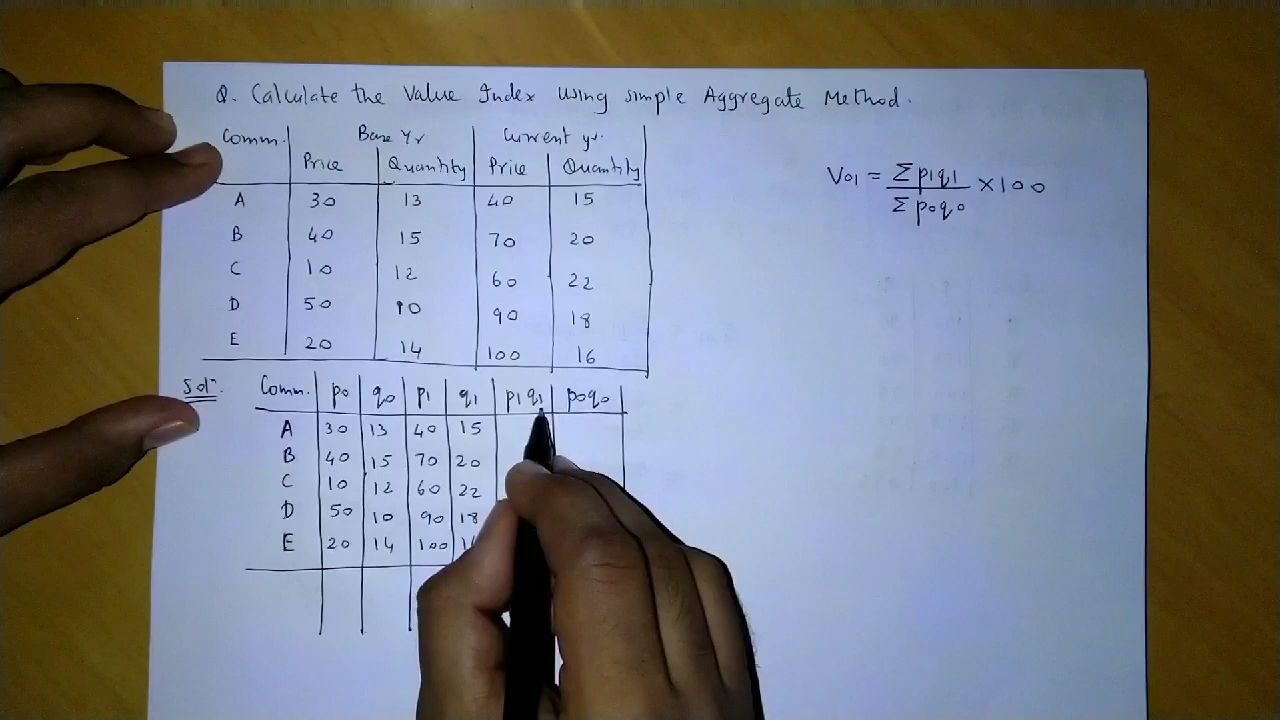 Q. Calculate the Value Index using simple Aggregate Method.
Comm. Base Yr Current yr.
Price Quantity Price Quantity
A 30 13 40 15
B 40 15 70 20
C 10 12 60 22
D 50 10 90 18
E 20 14 100 16
V01 = Σp1q1 / Σp0q0 × 100
Solⁿ.
Comm. p0 q0 p1 q1 p1q1 p0q0
A 30 13 40 15
B 40 15 70 20
C 10 12 60 22
D 50 10 90 18
E 20 14 100